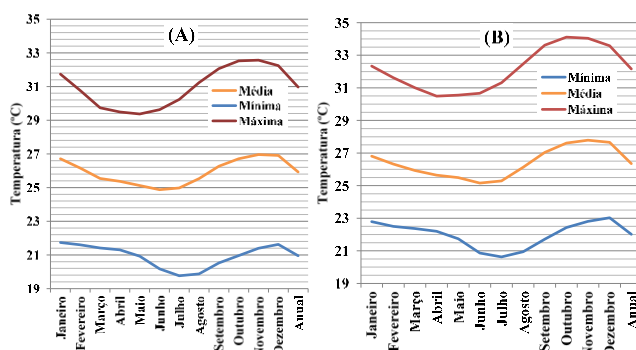 (A)
Temperatura (°C)
35
33
31
29
27
25
23
21
19
Média
Mínima
Máxima
Janeiro
Fevereiro
Março
Abril
Maio
Junho
Julho
Agosto
Setembro
Outubro
Novembro
Dezembro
Anual
(B)
Temperatura (°C)
35
33
31
29
27
25
23
21
19
Mínima
Média
Máxima
Janeiro
Fevereiro
Março
Abril
Maio
Junho
Julho
Agosto
Setembro
Outubro
Novembro
Dezembro
Anual